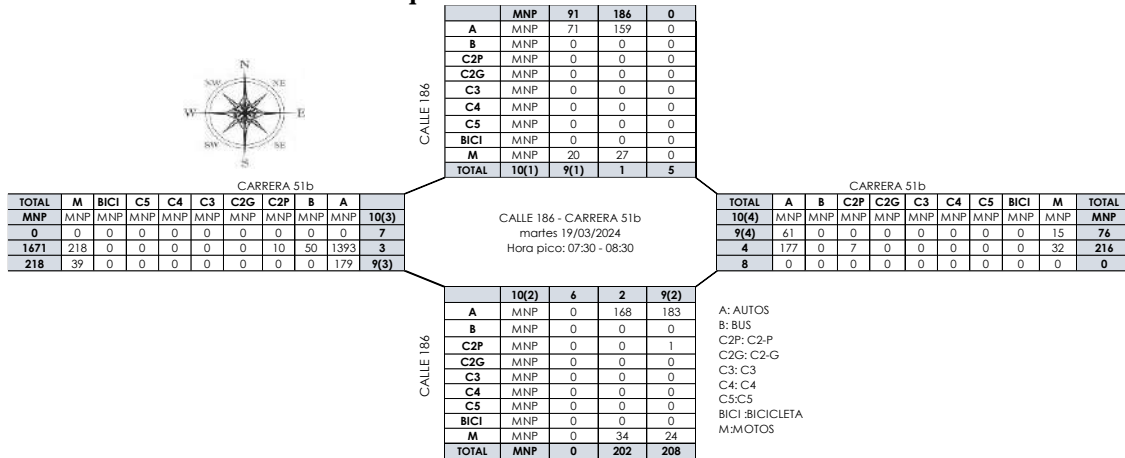 MNP 91 186 0
A MNP 71 159 0
B MNP 0 0 0
C2P MNP 0 0 0
C2G MNP 0 0 0
C3 MNP 0 0 0
C4 MNP 0 0 0
C5 MNP 0 0 0
BICI MNP 0 0 0
M MNP 20 27 0
TOTAL 10(1) 9(1) 1 5
CALLE 186
N
NE
E
SE
S
SW
W
NW
CARRERA 51b
TOTAL M BICI C5 C4 C3 C2G C2P B A
MNP MNP MNP MNP MNP MNP MNP MNP MNP MNP 10(3)
0 0 0 0 0 0 0 0 0 0 7
1671 218 0 0 0 0 0 10 50 1393 3
218 39 0 0 0 0 0 0 0 179 9(3)
CALLE 186 - CARRERA 51b
martes 19/03/2024
Hora pico: 07:30 - 08:30
CARRERA 51b
TOTAL A B C2P C2G C3 C4 C5 BICI M TOTAL
10(4) MNP MNP MNP MNP MNP MNP MNP MNP MNP MNP
9(4) 61 0 0 0 0 0 0 0 15 76
4 177 0 7 0 0 0 0 0 32 216
8 0 0 0 0 0 0 0 0 0 0
CALLE 186
10(2) 6 2 9(2)
A MNP 0 168 183
B MNP 0 0 0
C2P MNP 0 0 1
C2G MNP 0 0 0
C3 MNP 0 0 0
C4 MNP 0 0 0
C5 MNP 0 0 0
BICI MNP 0 0 0
M MNP 0 34 24
TOTAL MNP 0 202 208
A: AUTOS
B: BUS
C2P: C2-P
C2G: C2-G
C3: C3
C4: C4
C5:C5
BICI :BICICLETA
M:MOTOS